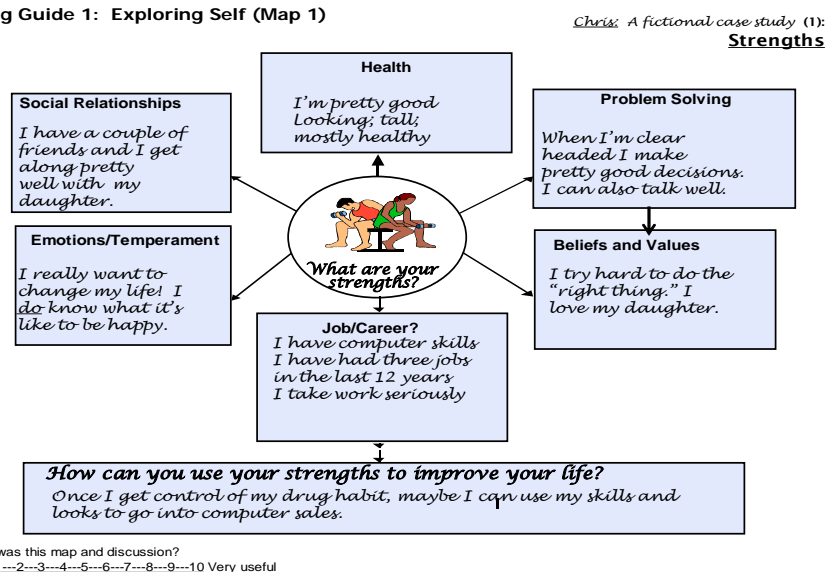 g Guide 1:  Exploring Self (Map 1)
Chris:  A fictional case study (1):
Strengths
Health
I'm pretty good
Looking; tall;
mostly healthy
Social Relationships
I have a couple of
friends and I get
along pretty
well with  my
daughter.
Problem Solving
When I'm clear
headed I make
pretty good decisions.
I can also talk well.
What are your
strengths?
Emotions/Temperament
I really want to
change my life!  I
do know what it's
like to be happy.
Beliefs and Values
I try hard to do the
"right thing." I
love my daughter.
Job/Career?
I have computer skills
I have had three jobs
in the last 12 years
I take work seriously
How can you use your strengths to improve your life?
Once I get control of my drug habit, maybe I can use my skills and
looks to go into computer sales.
was this map and discussion?
---2---3---4---5---6---7---8---9---10 Very useful